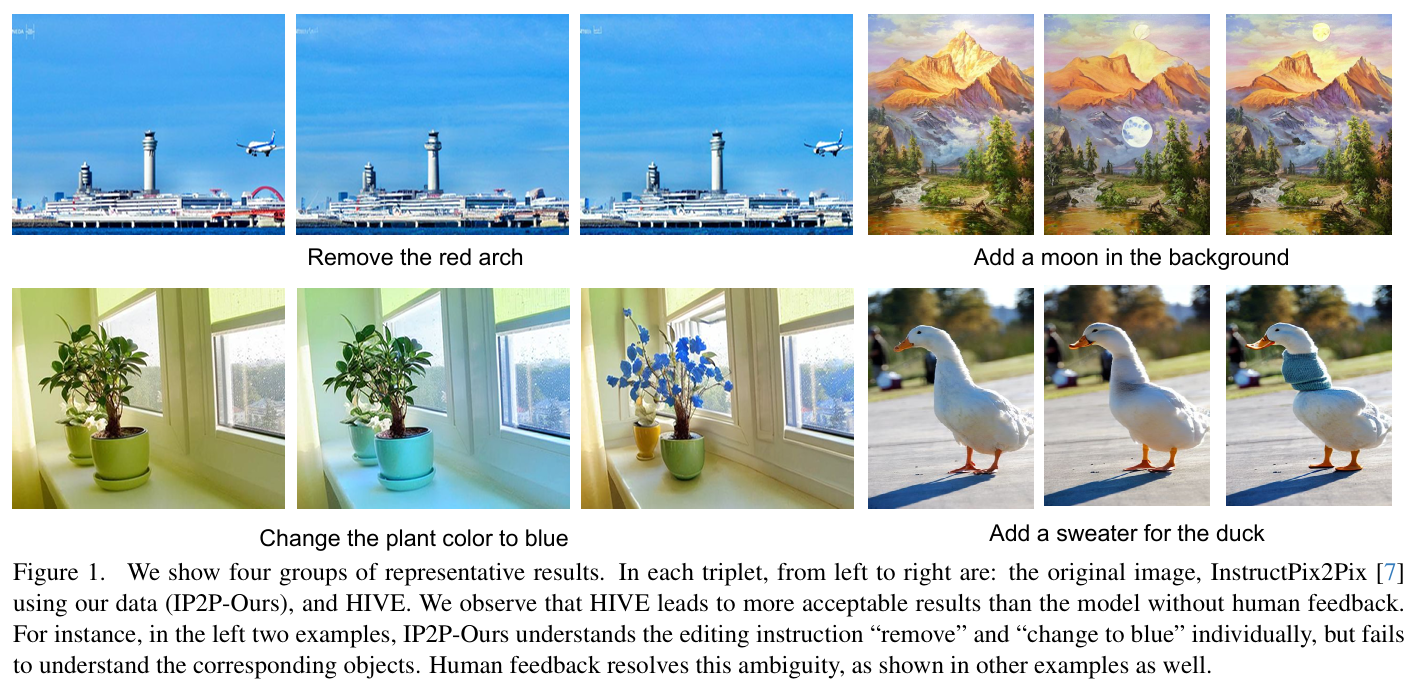 Remove the red arch
Add a moon in the background
Change the plant color to blue
Add a sweater for the duck
Figure 1. We show four groups of representative results. In each triplet, from left to right are: the original image, InstructPix2Pix [7]
using our data (IP2P-Ours), and HIVE. We observe that HIVE leads to more acceptable results than the model without human feedback.
For instance, in the left two examples, IP2P-Ours understands the editing instruction “remove” and “change to blue” individually, but fails
to understand the corresponding objects. Human feedback resolves this ambiguity, as shown in other examples as well.